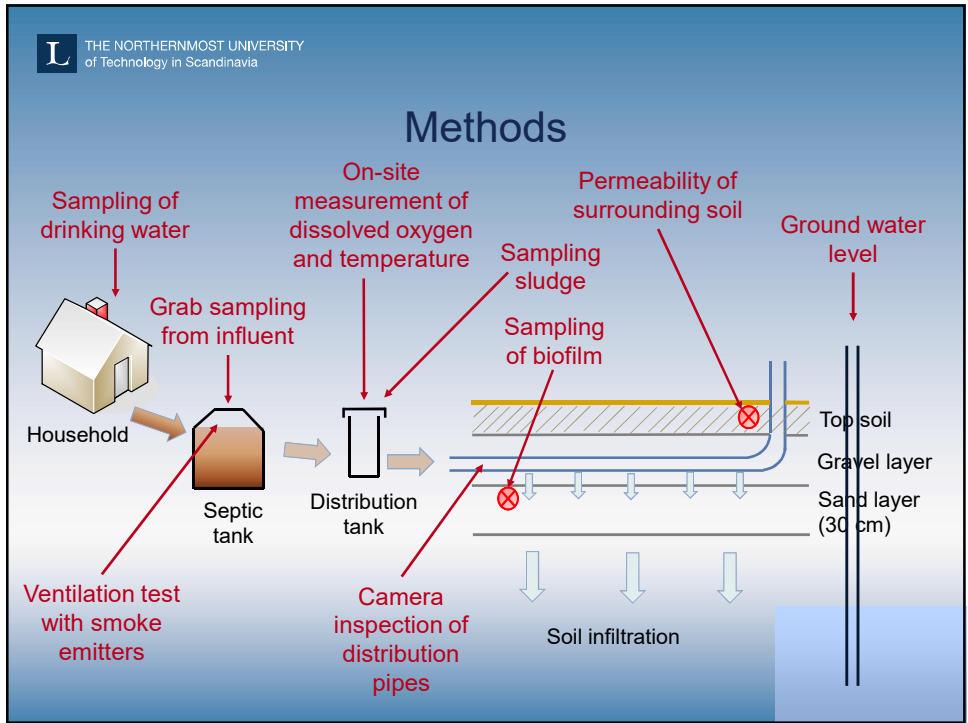 L
THE NORTHERNMOST UNIVERSITY
of Technology in Scandinavia
Methods
Sampling of
drinking water
On-site
measurement of
dissolved oxygen
and temperature
Permeability of
surrounding soil
Ground water
level
Grab sampling
from influent
Sampling
sludge
Sampling
of biofilm
Household
Septic
tank
Distribution
tank
Top soil
Gravel layer
Sand layer
(30 cm)
Ventilation test
with smoke
emitters
Camera
inspection of
distribution
pipes
Soil infiltration